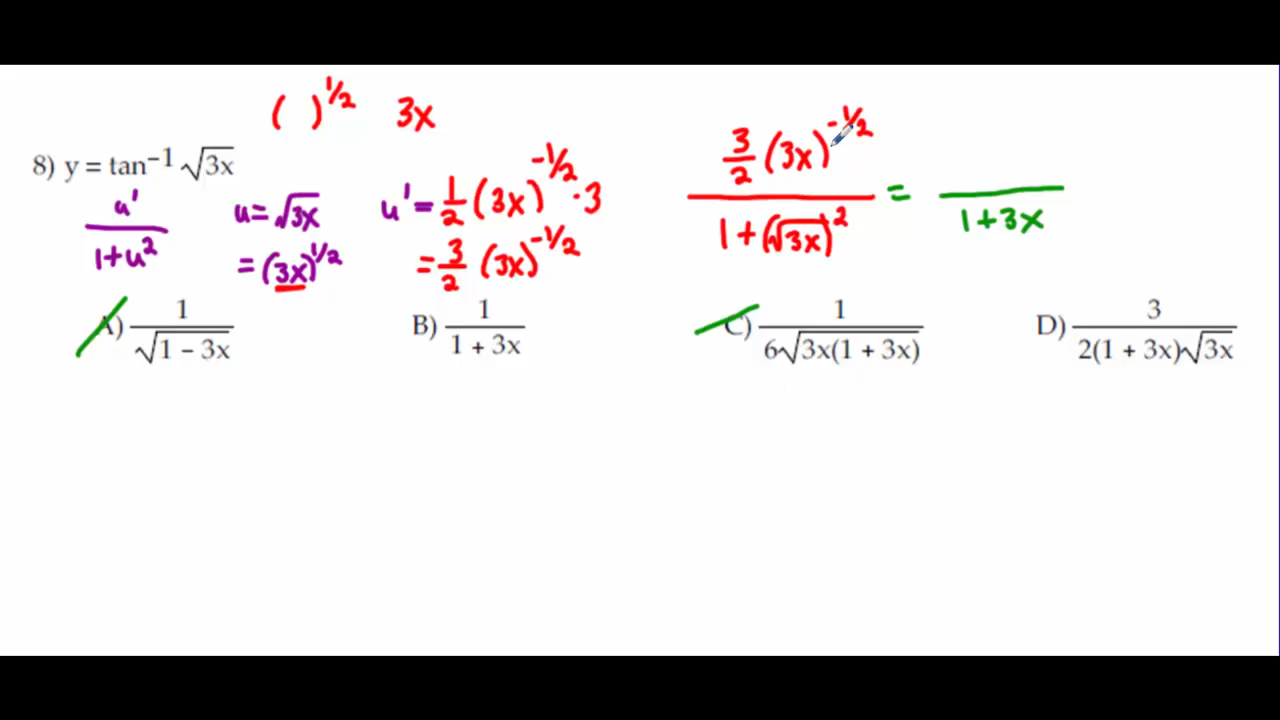 ( )^1/2 3x
8) y = tan⁻¹ √3x
u'/(1+u²) u = √3x u' = 1/2 (3x)^-1/2 · 3
= (3x)^1/2 = 3/2 (3x)^-1/2
3/2 (3x)^-1/2 / (1+(√3x)²) = /(1+3x)
A) 1/√(1 − 3x) B) 1/(1 + 3x) C) 1/(6√(3x(1 + 3x))) D) 3/(2(1 + 3x)√3x)